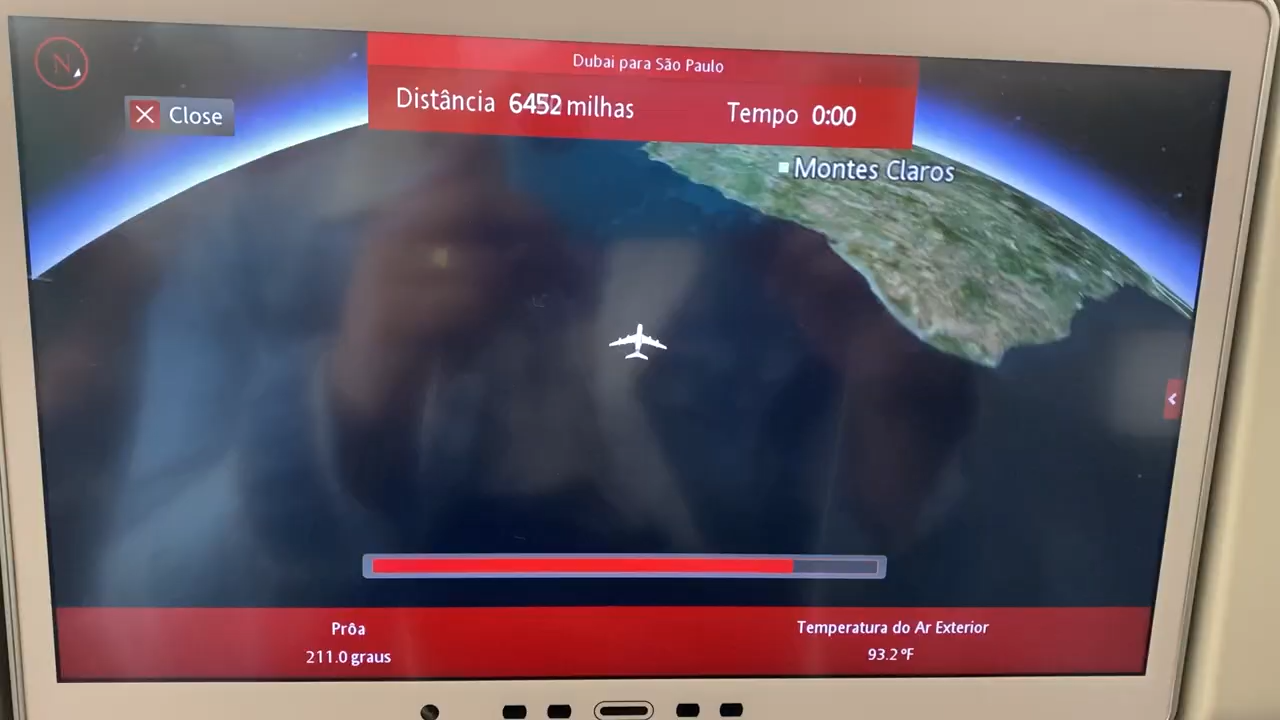 Dubai para São Paulo
N
Distância 6452 milhas Tempo 0:00
Close
Montes Claros
Prôa
211.0 graus
Temperatura do Ar Exterior
93.2 ºF